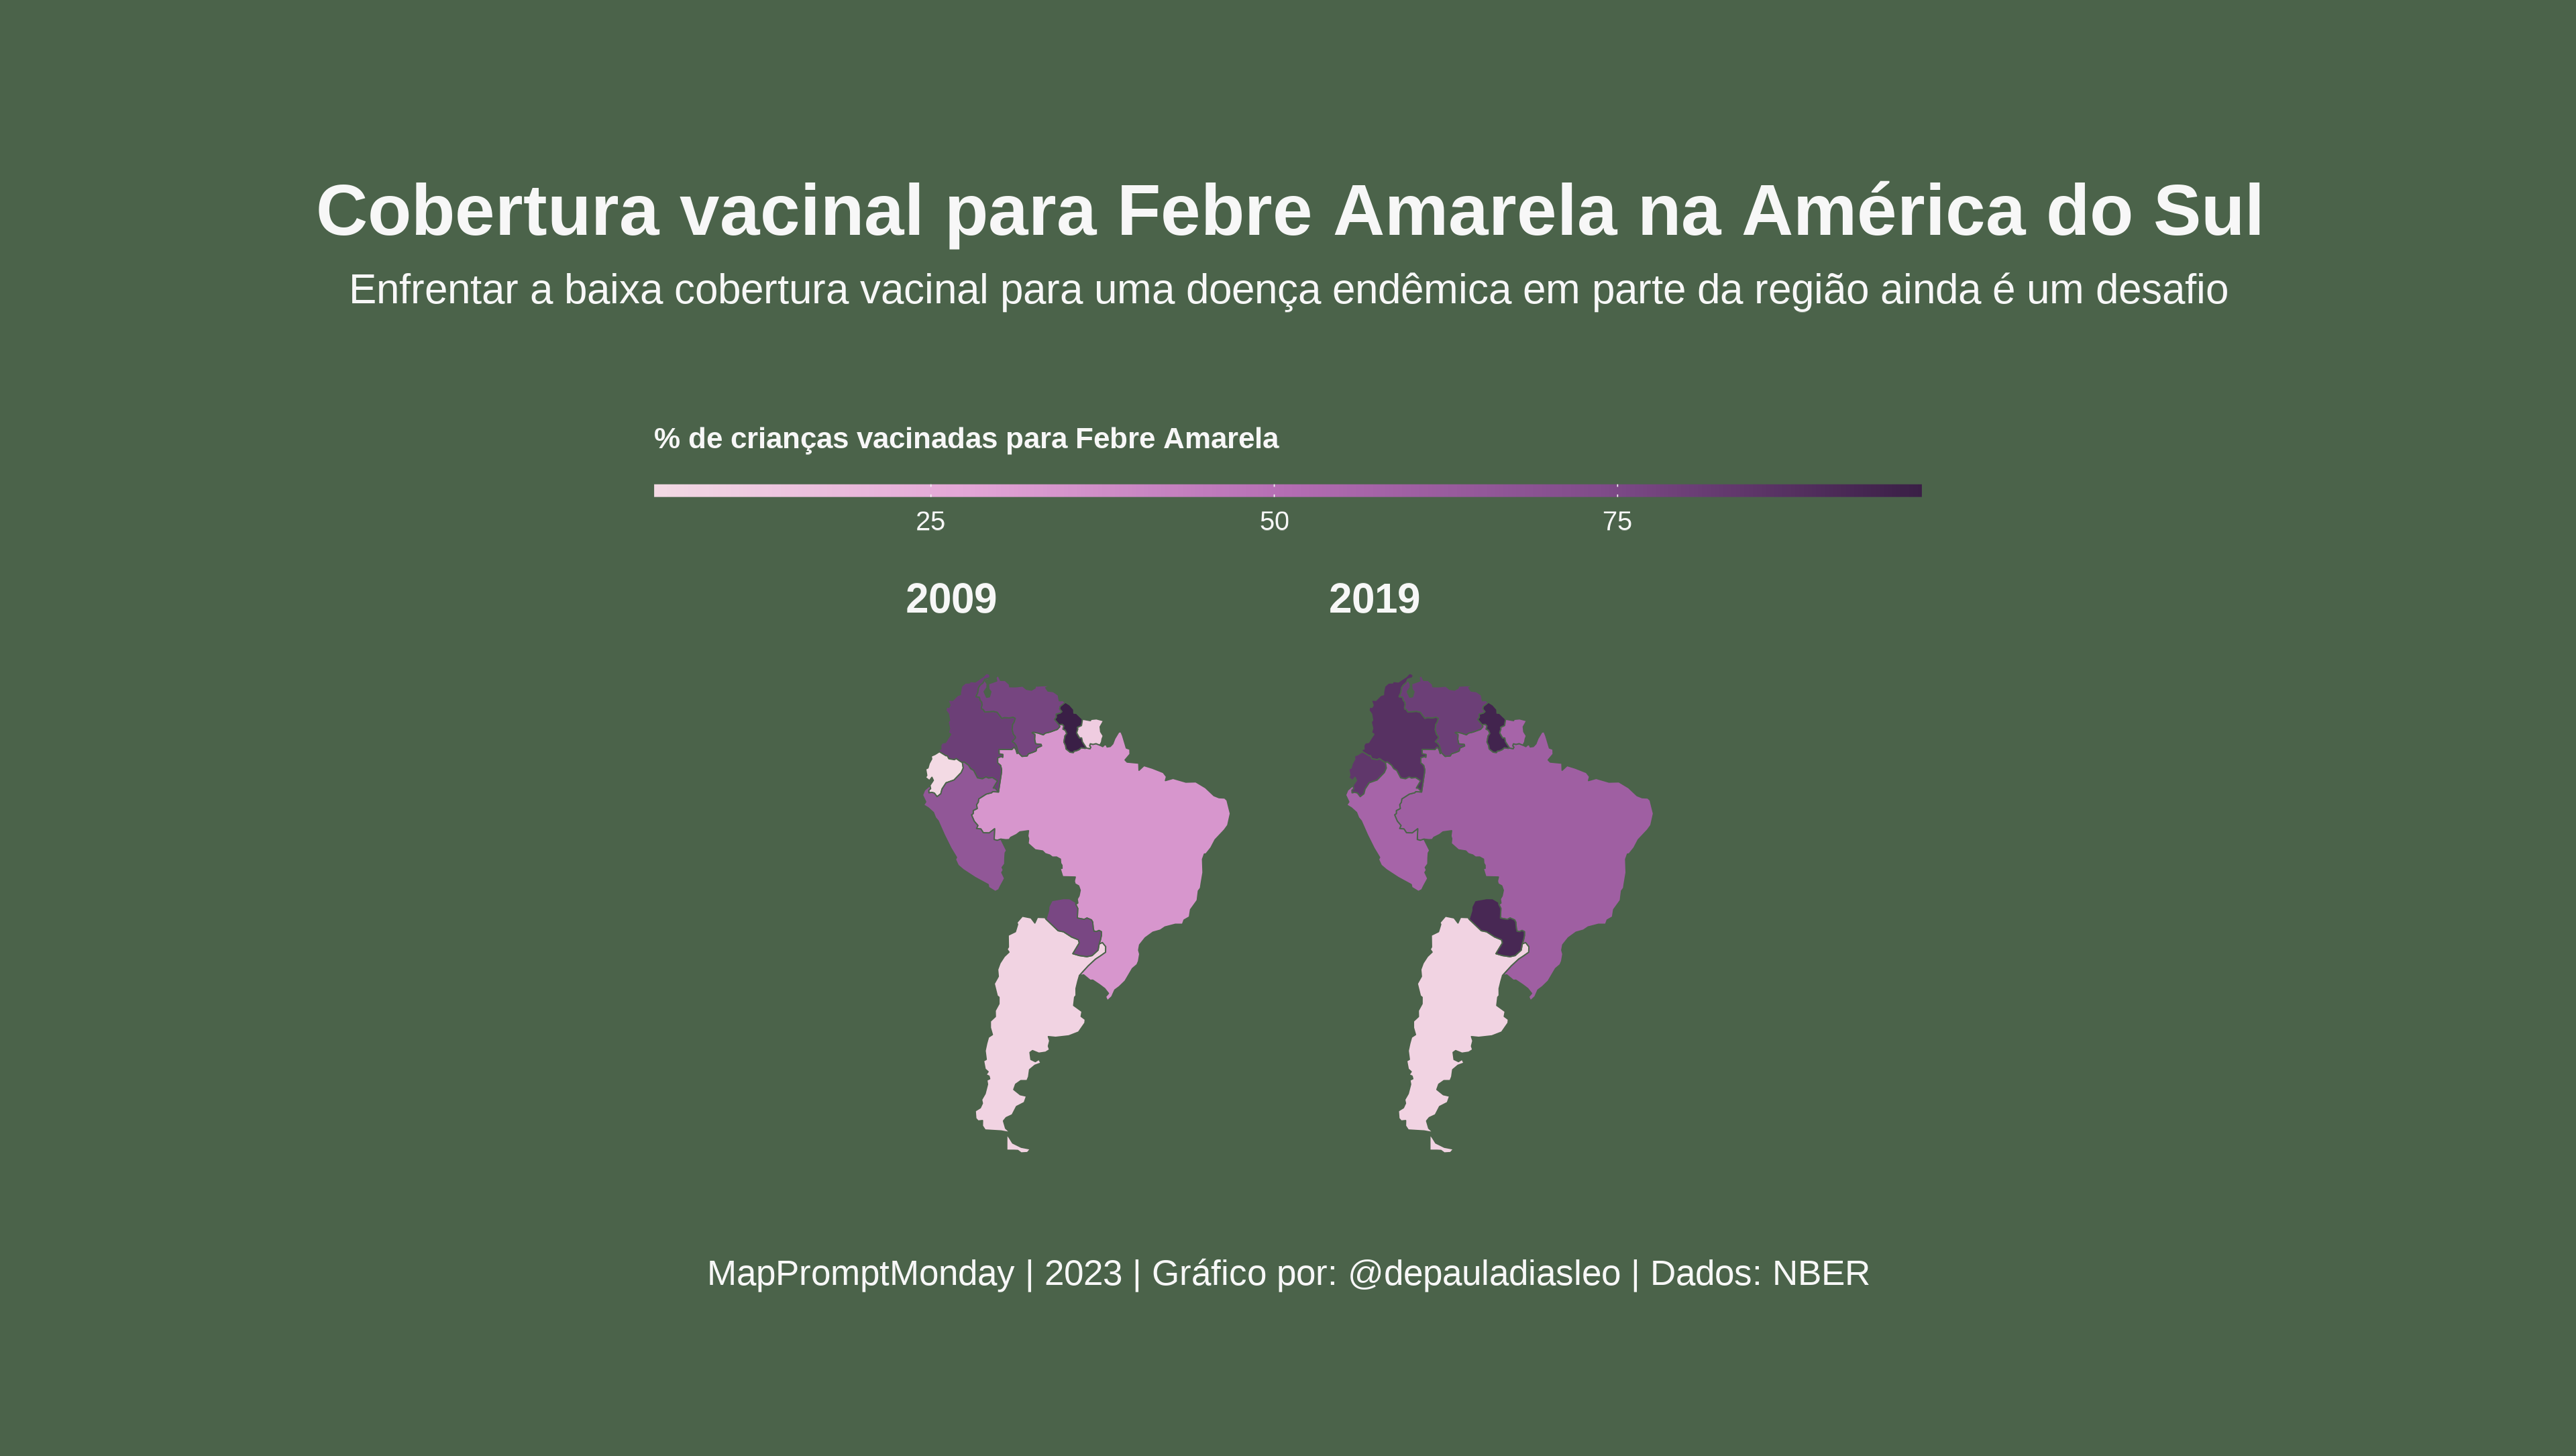 Cobertura vacinal para Febre Amarela na América do Sul
Enfrentar a baixa cobertura vacinal para uma doença endêmica em parte da região ainda é um desafio
% de crianças vacinadas para Febre Amarela
25 50 75
2009 2019
MapPromptMonday | 2023 | Gráfico por: @depauladiasleo | Dados: NBER